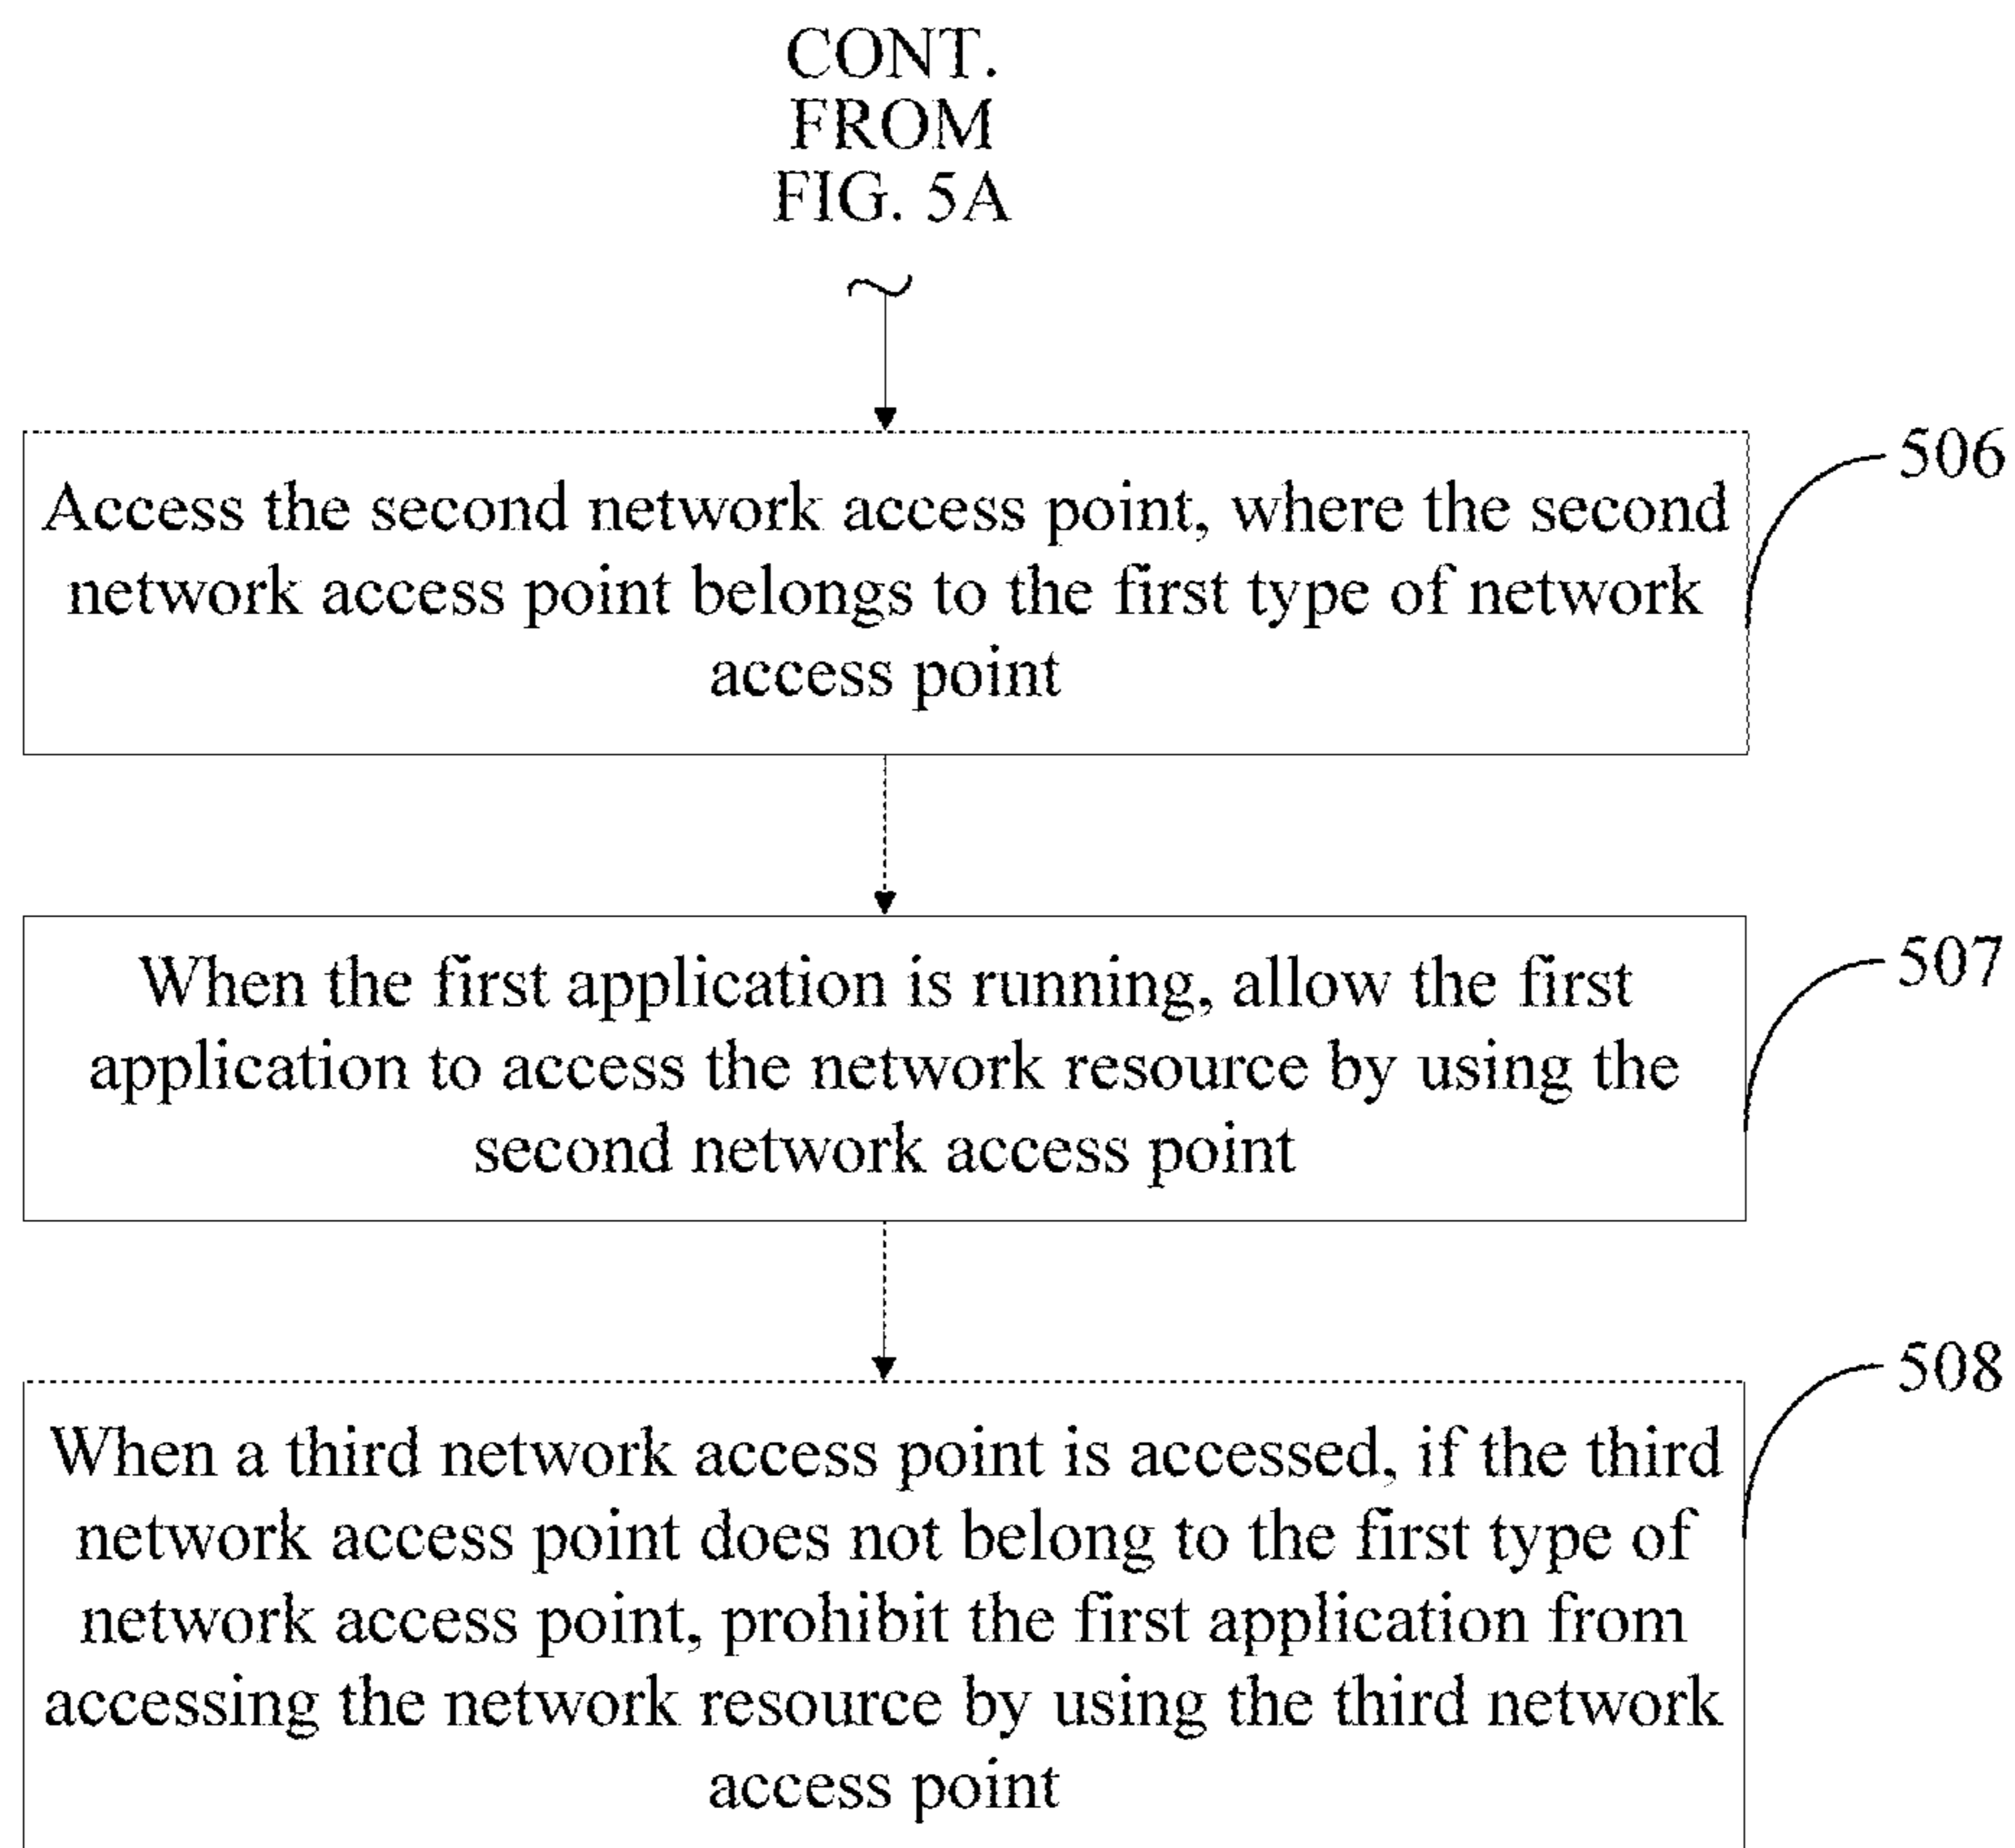 CONT.
FROM
FIG. 5A
506
Access the second network access point, where the second
network access point belongs to the first type of network
access point
507
When the first application is running, allow the first
application to access the network resource by using the
second network access point
508
When a third network access point is accessed, if the third
network access point does not belong to the first type of
network access point, prohibit the first application from
accessing the network resource by using the third network
access point